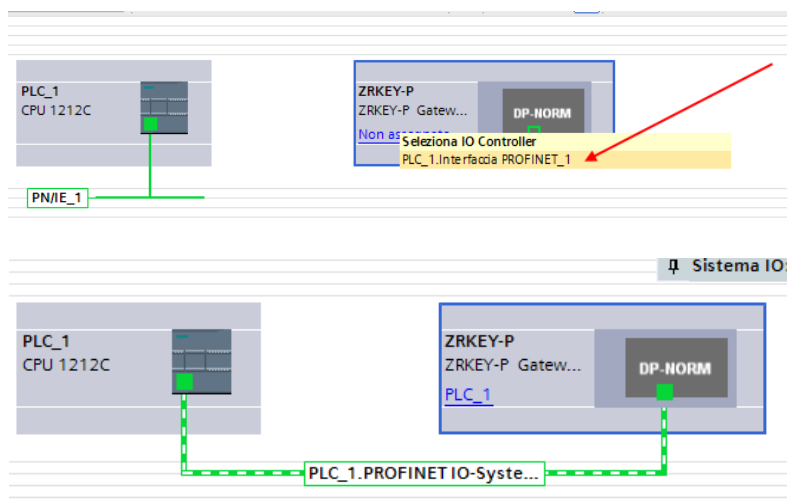 PLC_1
CPU 1212C
ZRKEY-P
ZRKEY-P Gatew...
DP-NORM
Non assegnato
Seleziona IO Controller
PLC_1.Interfaccia PROFINET_1
PN/IE_1
Sistema IO:
PLC_1
CPU 1212C
ZRKEY-P
ZRKEY-P Gatew...
DP-NORM
PLC_1
PLC_1.PROFINET IO-Syste...